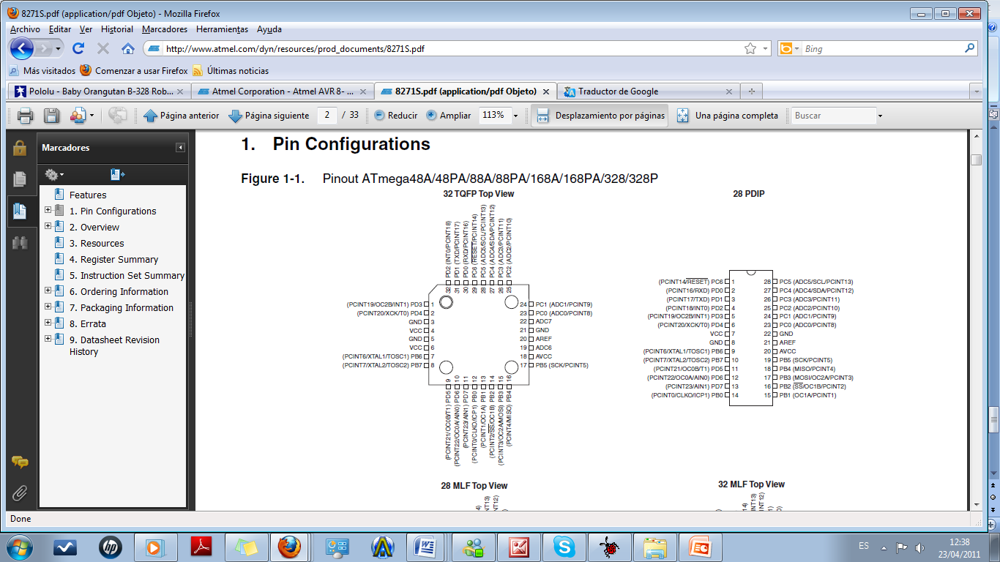 8271S.pdf (application/pdf Objeto) - Mozilla Firefox
Archivo Editar Ver Historial Marcadores Herramientas Ayuda
http://www.atmel.com/dyn/resources/prod_documents/8271S.pdf
Bing
Más visitados Comenzar a usar Firefox Últimas noticias
Pololu - Baby Orangutan B-328 Rob...
Atmel Corporation - Atmel AVR 8- ...
8271S.pdf (application/pdf Objeto)
Traductor de Google
Página anterior Página siguiente 2 / 33 Reducir Ampliar 113% Desplazamiento por páginas Una página completa Buscar
Marcadores
Features
1. Pin Configurations
2. Overview
3. Resources
4. Register Summary
5. Instruction Set Summary
6. Ordering Information
7. Packaging Information
8. Errata
9. Datasheet Revision
History
1. Pin Configurations
Figure 1-1. Pinout ATmega48A/48PA/88A/88PA/168A/168PA/328/328P
32 TQFP Top View
32 PD2 (INT0/PCINT18)
31 PD1 (TXD/PCINT17)
30 PD0 (RXD/PCINT16)
29 PC6 (RESET/PCINT14)
28 PC5 (ADC5/SCL/PCINT13)
27 PC4 (ADC4/SDA/PCINT12)
26 PC3 (ADC3/PCINT11)
25 PC2 (ADC2/PCINT10)
(PCINT19/OC2B/INT1) PD3 1
(PCINT20/XCK/T0) PD4 2
GND 3
VCC 4
GND 5
VCC 6
(PCINT6/XTAL1/TOSC1) PB6 7
(PCINT7/XTAL2/TOSC2) PB7 8
24 PC1 (ADC1/PCINT9)
23 PC0 (ADC0/PCINT8)
22 ADC7
21 GND
20 AREF
19 ADC6
18 AVCC
17 PB5 (SCK/PCINT5)
(PCINT21/OC0B/T1) PD5 9
(PCINT22/OC0A/AIN0) PD6 10
(PCINT23/AIN1) PD7 11
(PCINT0/CLKO/ICP1) PB0 12
(PCINT1/OC1A) PB1 13
(PCINT2/SS/OC1B) PB2 14
(PCINT3/OC2A/MOSI) PB3 15
(PCINT4/MISO) PB4 16
28 PDIP
(PCINT14/RESET) PC6 1
(PCINT16/RXD) PD0 2
(PCINT17/TXD) PD1 3
(PCINT18/INT0) PD2 4
(PCINT19/OC2B/INT1) PD3 5
(PCINT20/XCK/T0) PD4 6
VCC 7
GND 8
(PCINT6/XTAL1/TOSC1) PB6 9
(PCINT7/XTAL2/TOSC2) PB7 10
(PCINT21/OC0B/T1) PD5 11
(PCINT22/OC0A/AIN0) PD6 12
(PCINT23/AIN1) PD7 13
(PCINT0/CLKO/ICP1) PB0 14
28 PC5 (ADC5/SCL/PCINT13)
27 PC4 (ADC4/SDA/PCINT12)
26 PC3 (ADC3/PCINT11)
25 PC2 (ADC2/PCINT10)
24 PC1 (ADC1/PCINT9)
23 PC0 (ADC0/PCINT8)
22 GND
21 AREF
20 AVCC
19 PB5 (SCK/PCINT5)
18 PB4 (MISO/PCINT4)
17 PB3 (MOSI/OC2A/PCINT3)
16 PB2 (SS/OC1B/PCINT2)
15 PB1 (OC1A/PCINT1)
28 MLF Top View
32 MLF Top View
Done
ES
12:38
23/04/2011